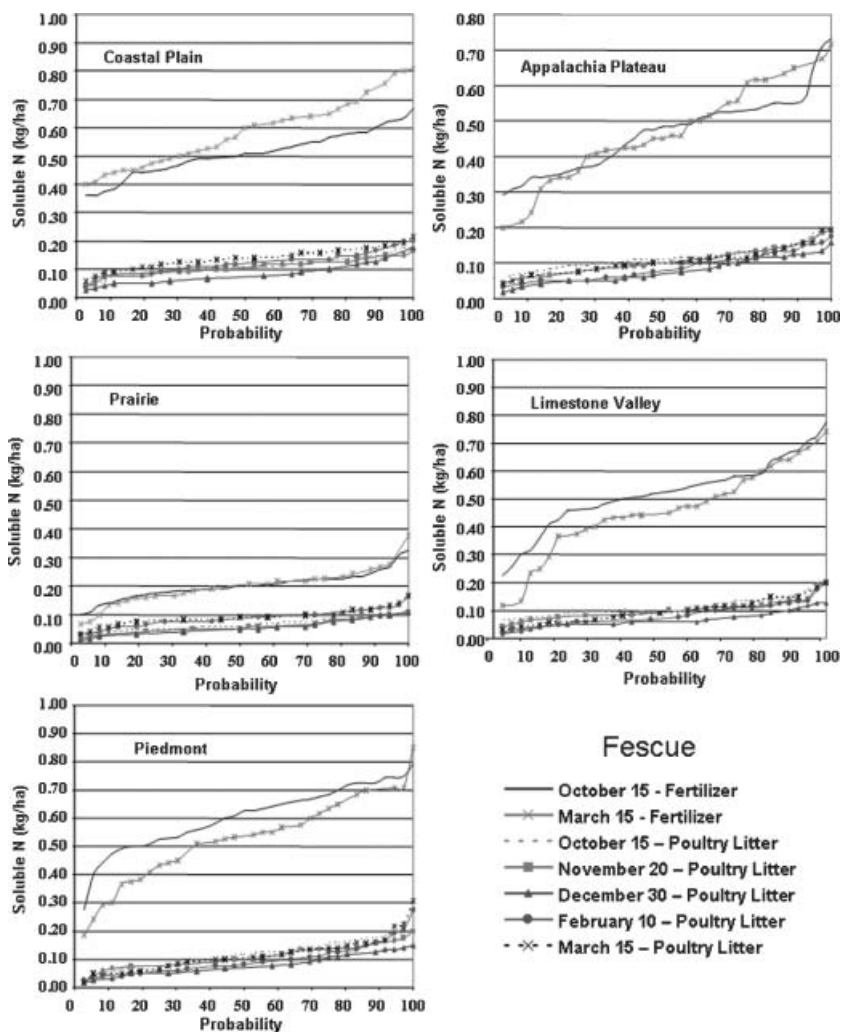 Coastal Plain
Soluble N (kg/ha)
1.00
0.90
0.80
0.70
0.60
0.50
0.40
0.30
0.20
0.10
0.00
0 10 20 30 40 50 60 70 80 90 100
Probability
Appalachia Plateau
Soluble N (kg/ha)
0.80
0.70
0.60
0.50
0.40
0.30
0.20
0.10
0.00
0 10 20 30 40 50 60 70 80 90 100
Probability
Prairie
Soluble N (kg/ha)
1.00
0.90
0.80
0.70
0.60
0.50
0.40
0.30
0.20
0.10
0.00
0 10 20 30 40 50 60 70 80 90 100
Probability
Limestone Valley
Soluble N (kg/ha)
1.00
0.90
0.80
0.70
0.60
0.50
0.40
0.30
0.20
0.10
0.00
0 10 20 30 40 50 60 70 80 90 100
Probability
Piedmont
Soluble N (kg/ha)
1.00
0.90
0.80
0.70
0.60
0.50
0.40
0.30
0.20
0.10
0.00
0 10 20 30 40 50 60 70 80 90 100
Probability
Fescue
October 15 - Fertilizer
March 15 - Fertilizer
October 15 – Poultry Litter
November 20 – Poultry Litter
December 30 – Poultry Litter
February 10 – Poultry Litter
March 15 – Poultry Litter